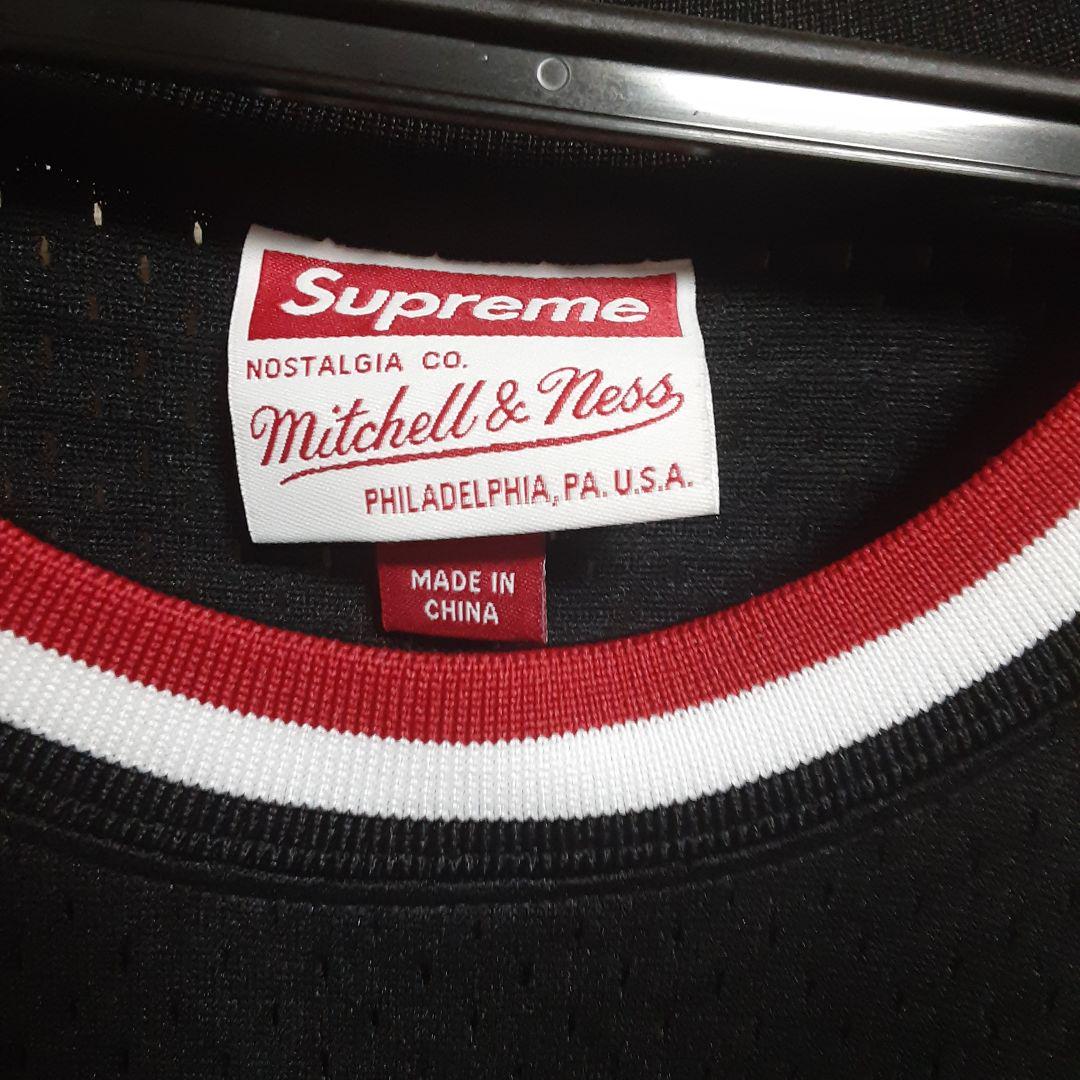 Supreme
NOSTALGIA CO.
Mitchell & Ness
PHILADELPHIA, PA. U.S.A.
MADE IN
CHINA